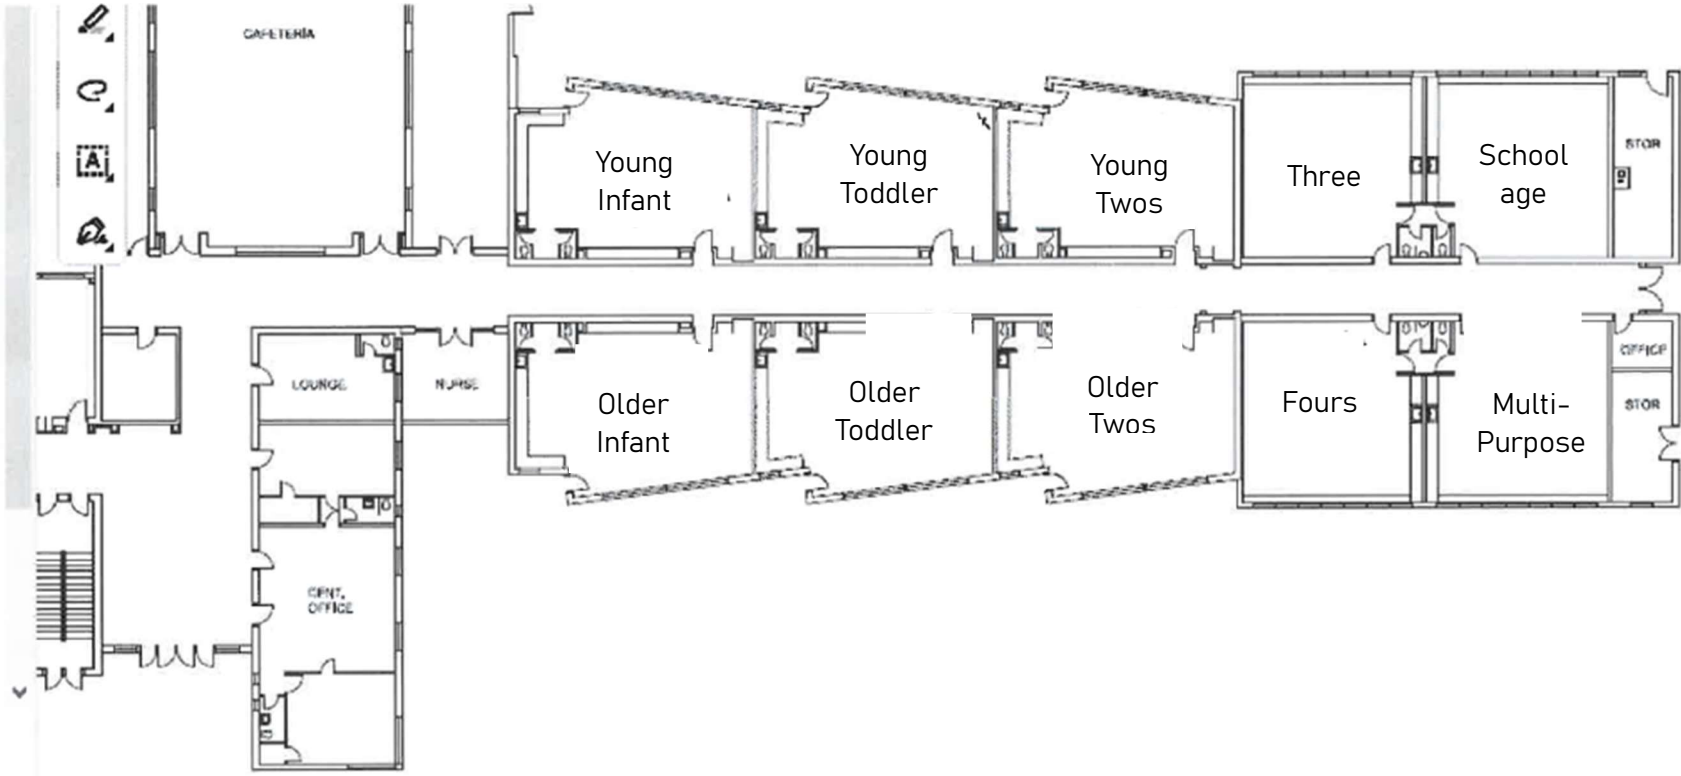 CAFETERÍA
A
Young
Infant
Young
Toddler
Young
Twos
Three
School
age
STOR
LOUNGE
NURSE
Older
Infant
Older
Toddler
Older
Twos
Fours
Multi-
Purpose
OFFICE
STOR
CENT.
OFFICE